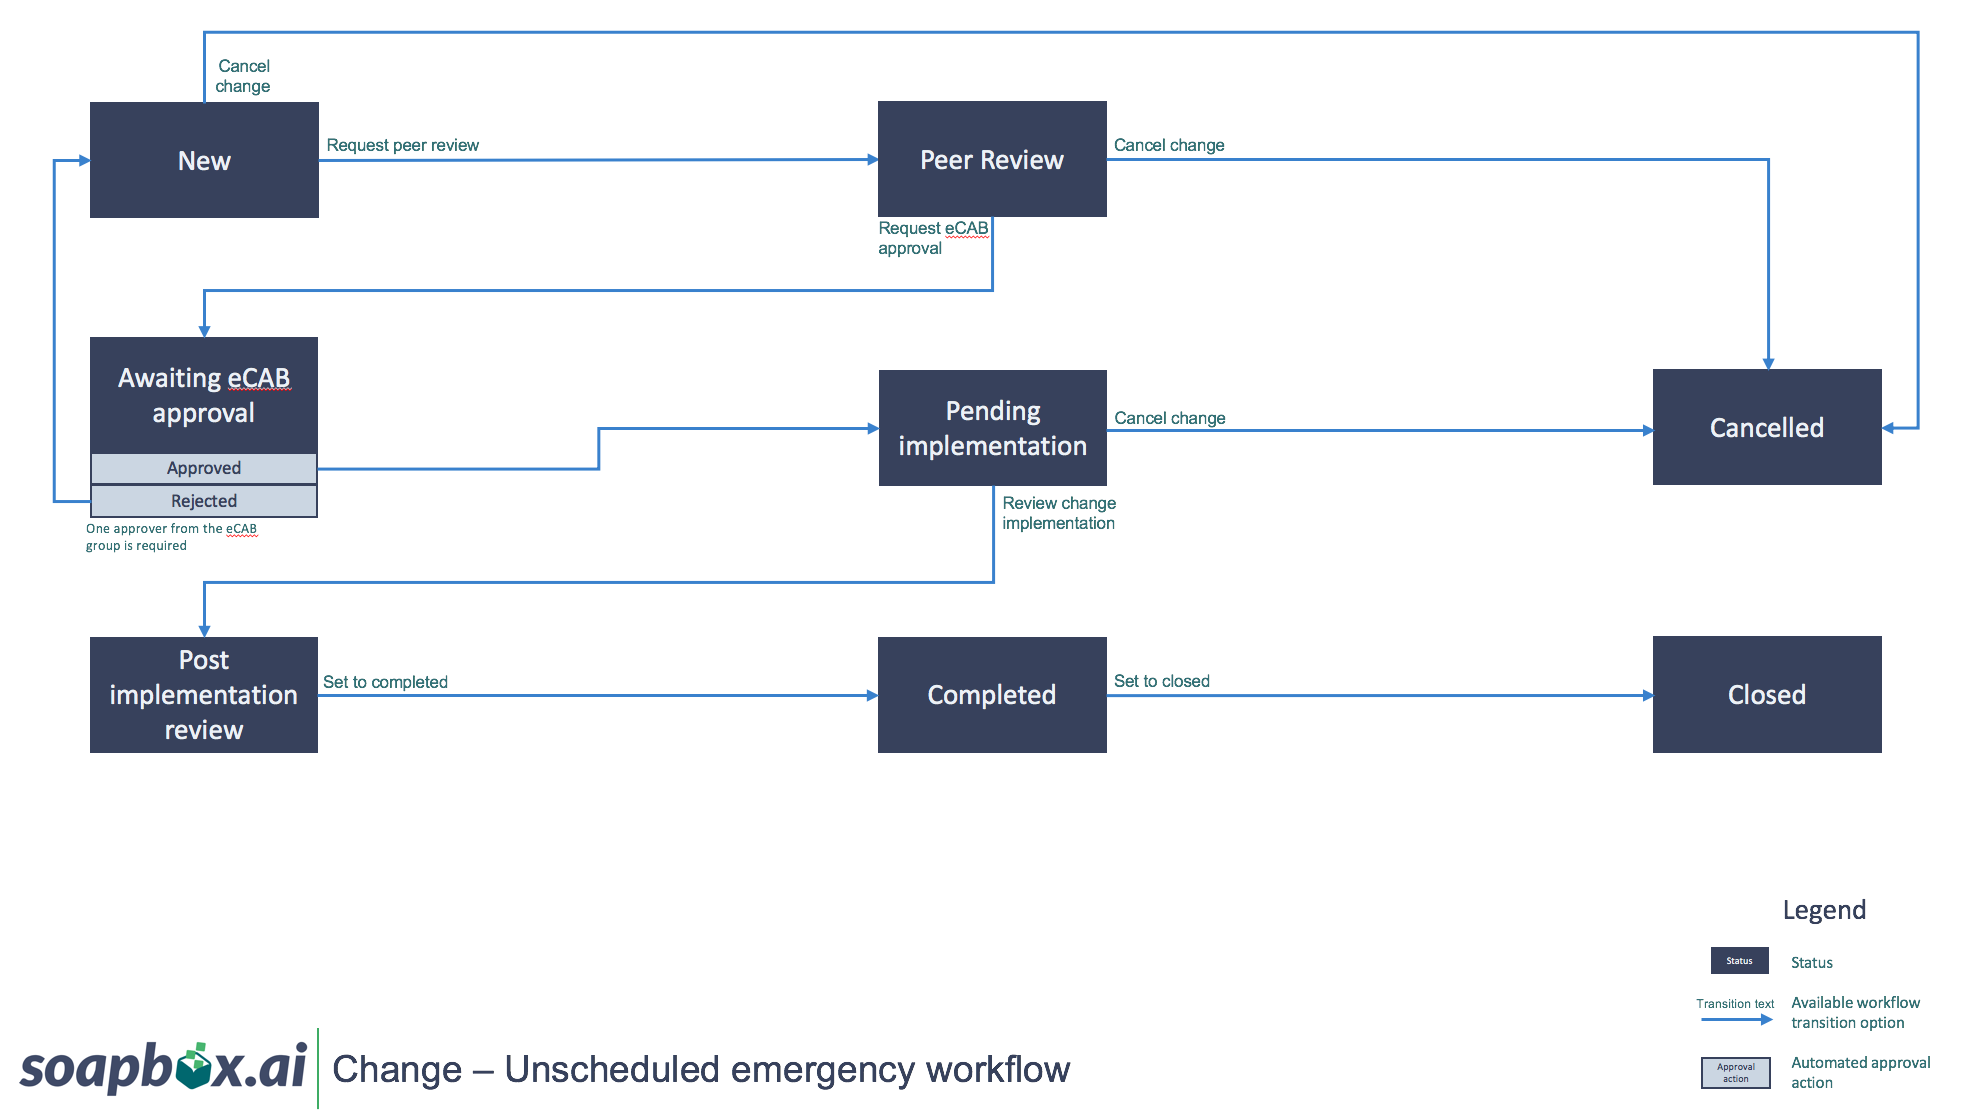 Cancel
change
New
Request peer review
Peer Review
Cancel change
Request eCAB
approval
Awaiting eCAB
approval
Approved
Rejected
One approver from the eCAB
group is required
Pending
implementation
Cancel change
Cancelled
Review change
implementation
Post
implementation
review
Set to completed
Completed
Set to closed
Closed
Legend
Status
Status
Transition text
Available workflow
transition option
Approval
action
Automated approval
action
soapbox.ai
Change – Unscheduled emergency workflow